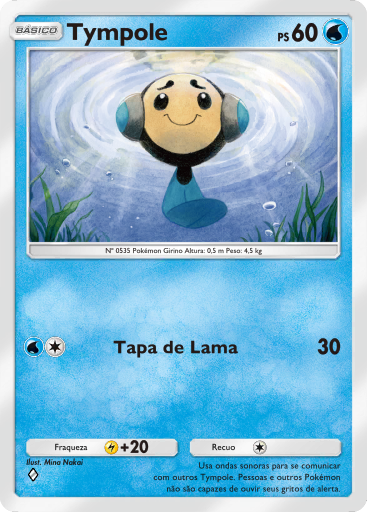 BÁSICO Tympole PS 60
Nº 0535 Pokémon Girino Altura: 0,5 m Peso: 4,5 kg
Tapa de Lama 30
Fraqueza +20 Recuo
Ilust. Mina Nakai
Usa ondas sonoras para se comunicar
com outros Tympole. Pessoas e outros Pokémon
não são capazes de ouvir seus gritos de alerta.